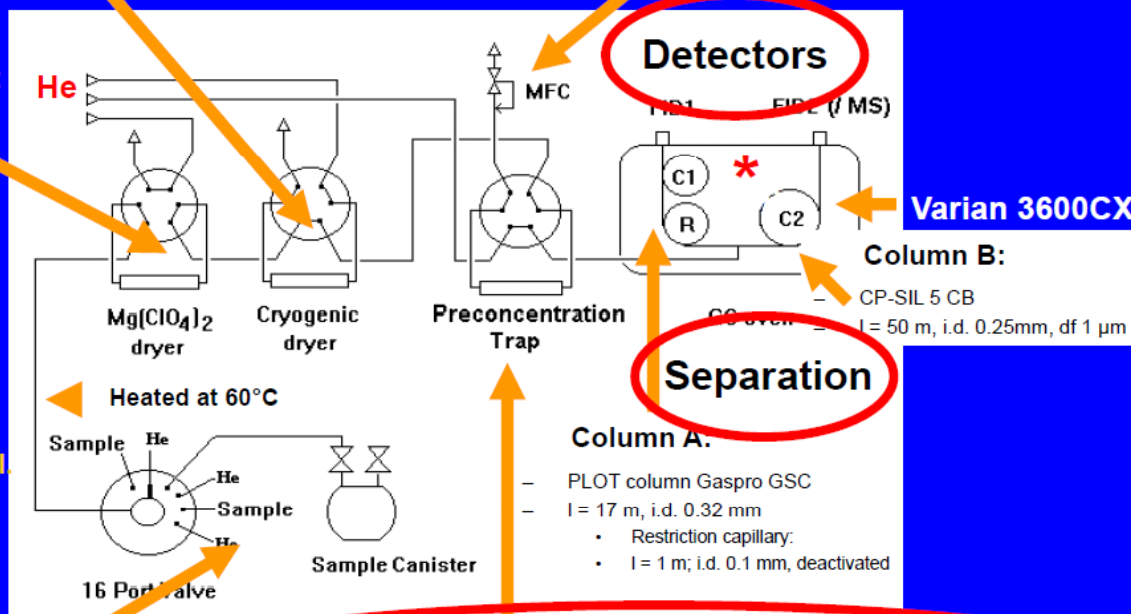 Detectors
He
MFC
FID1 FID2 (/ MS)
C1
*
R
C2
Varian 3600CX
Column B:
– CP-SIL 5 CB
– l = 50 m, i.d. 0.25mm, df 1 µm
Mg(ClO4)2
dryer
Cryogenic
dryer
Preconcentration
Trap
GC oven
Separation
Heated at 60°C
Sample
He
He
Sample
He
Sample Canister
16 Port Valve
Column A:
– PLOT column Gaspro GSC
– l = 17 m, i.d. 0.32 mm
• Restriction capillary:
• l = 1 m; i.d. 0.1 mm, deactivated